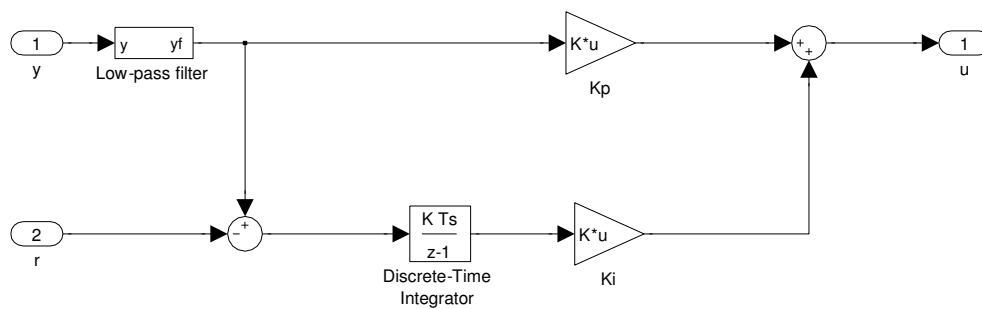 1
y
y yf
Low-pass filter
K*u
Kp
+
+
1
u
2
r
+
−
K Ts
z-1
Discrete-Time
Integrator
K*u
Ki